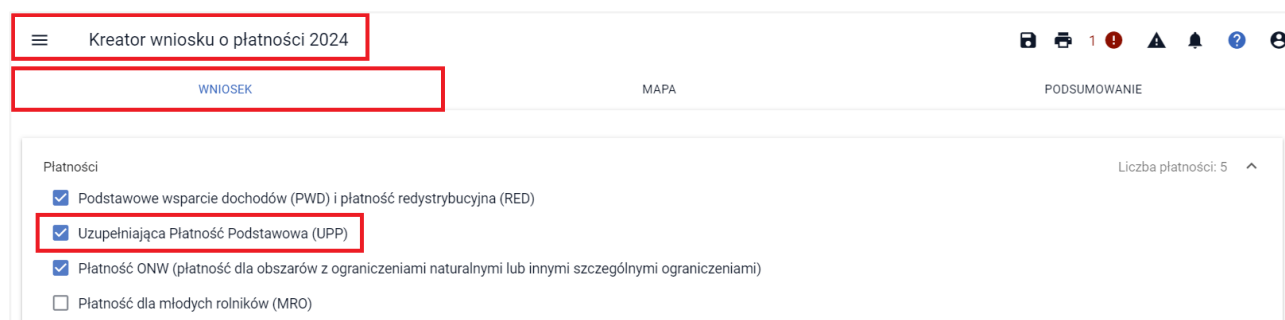 Kreator wniosku o płatności 2024
1
WNIOSEK
MAPA
PODSUMOWANIE
Płatności
Liczba płatności: 5
Podstawowe wsparcie dochodów (PWD) i płatność redystrybucyjna (RED)
Uzupełniająca Płatność Podstawowa (UPP)
Płatność ONW (płatność dla obszarów z ograniczeniami naturalnymi lub innymi szczególnymi ograniczeniami)
Płatność dla młodych rolników (MRO)